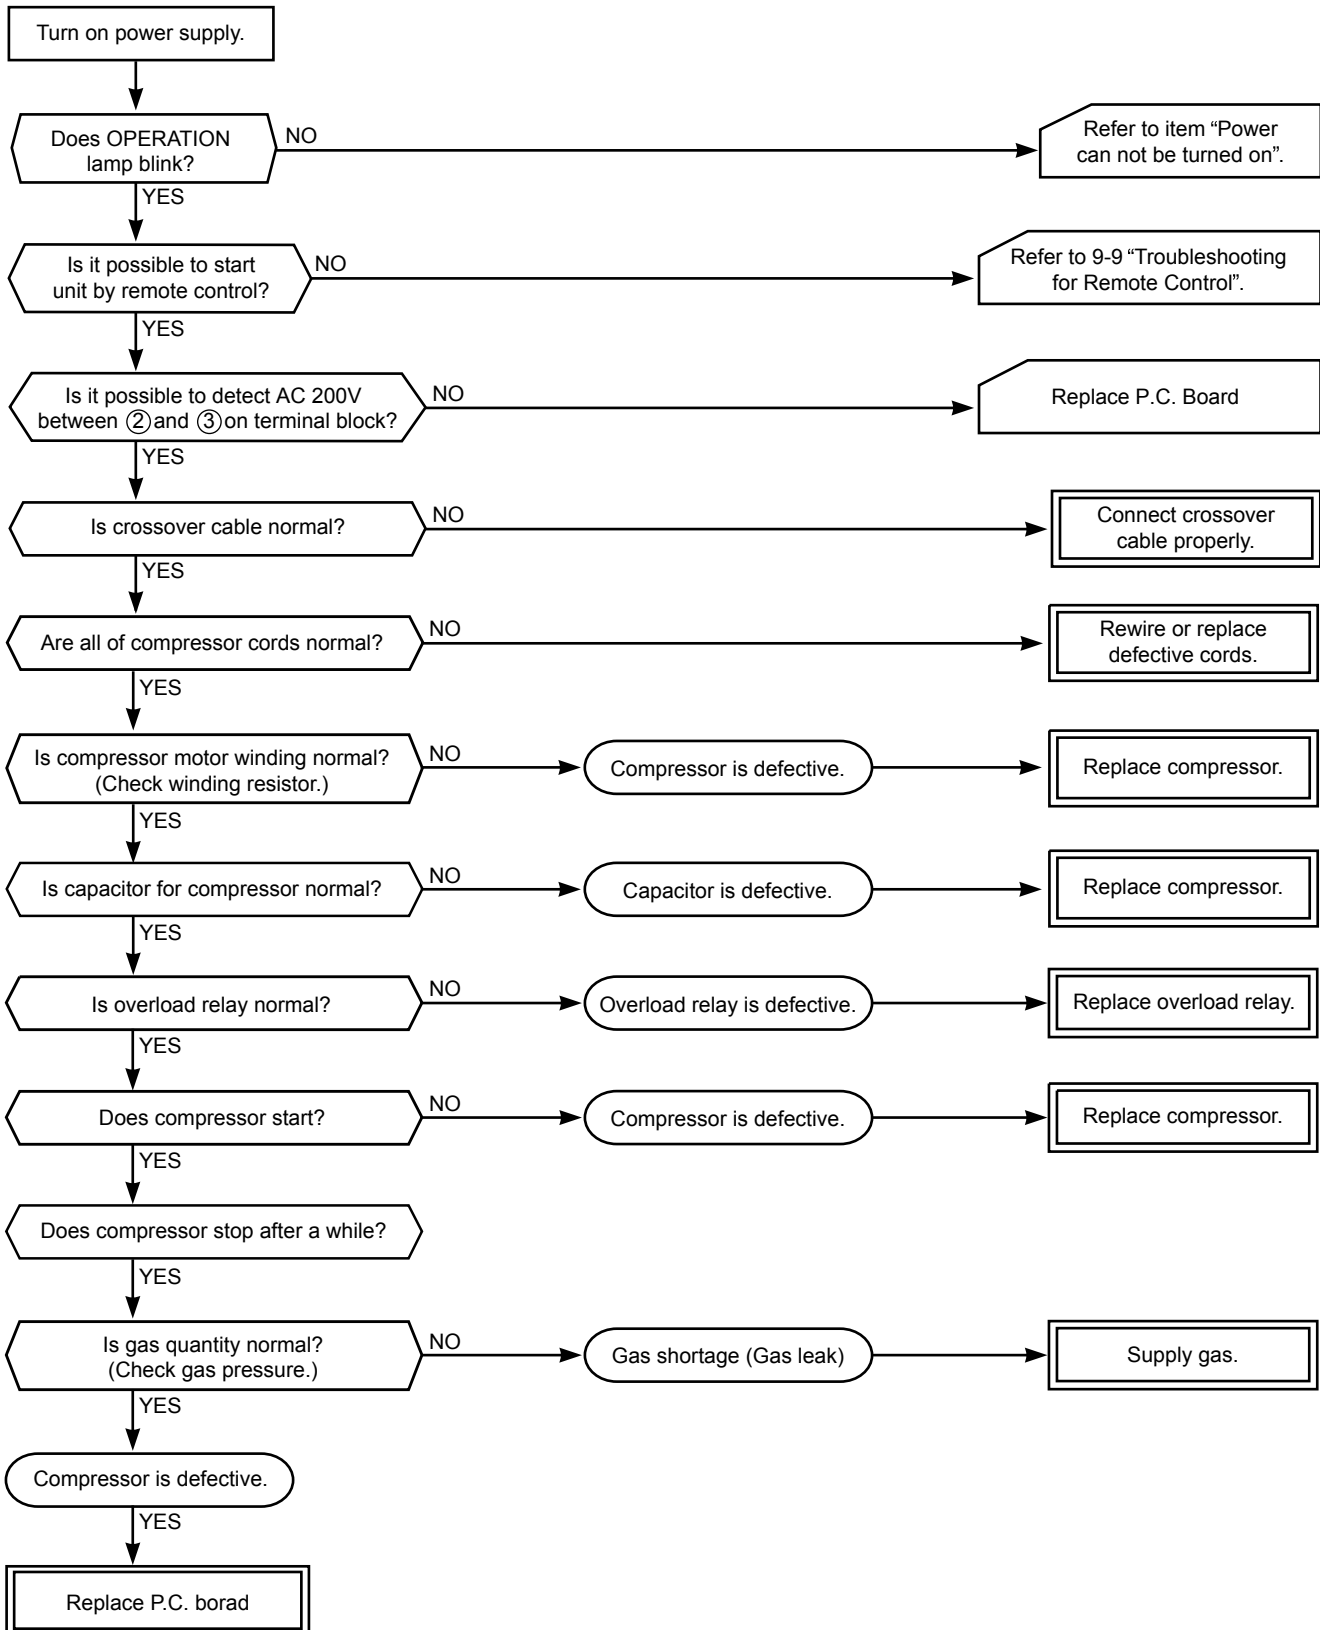 Turn on power supply.
Does OPERATION
lamp blink?
NO
Refer to item “Power
can not be turned on”.
YES
Is it possible to start
unit by remote control?
NO
Refer to 9-9 “Troubleshooting
for Remote Control”.
YES
Is it possible to detect AC 200V
between ② and ③ on terminal block?
NO
Replace P.C. Board
YES
Is crossover cable normal?
NO
Connect crossover
cable properly.
YES
Are all of compressor cords normal?
NO
Rewire or replace
defective cords.
YES
Is compressor motor winding normal?
(Check winding resistor.)
NO
Compressor is defective.
Replace compressor.
YES
Is capacitor for compressor normal?
NO
Capacitor is defective.
Replace compressor.
YES
Is overload relay normal?
NO
Overload relay is defective.
Replace overload relay.
YES
Does compressor start?
NO
Compressor is defective.
Replace compressor.
YES
Does compressor stop after a while?
YES
Is gas quantity normal?
(Check gas pressure.)
NO
Gas shortage (Gas leak)
Supply gas.
YES
Compressor is defective.
YES
Replace P.C. borad